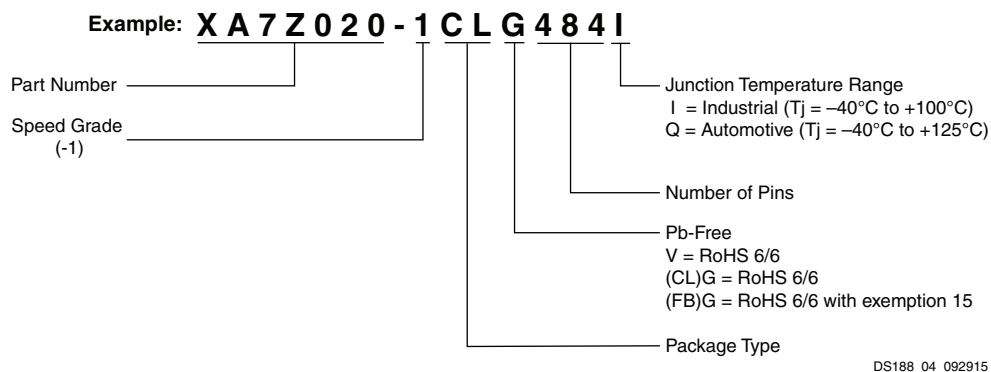 Example: XA7Z020-1CLG484I
Part Number
Speed Grade
(-1)
Junction Temperature Range
I = Industrial (Tj = –40°C to +100°C)
Q = Automotive (Tj = –40°C to +125°C)
Number of Pins
Pb-Free
V = RoHS 6/6
(CL)G = RoHS 6/6
(FB)G = RoHS 6/6 with exemption 15
Package Type
DS188_04_092915